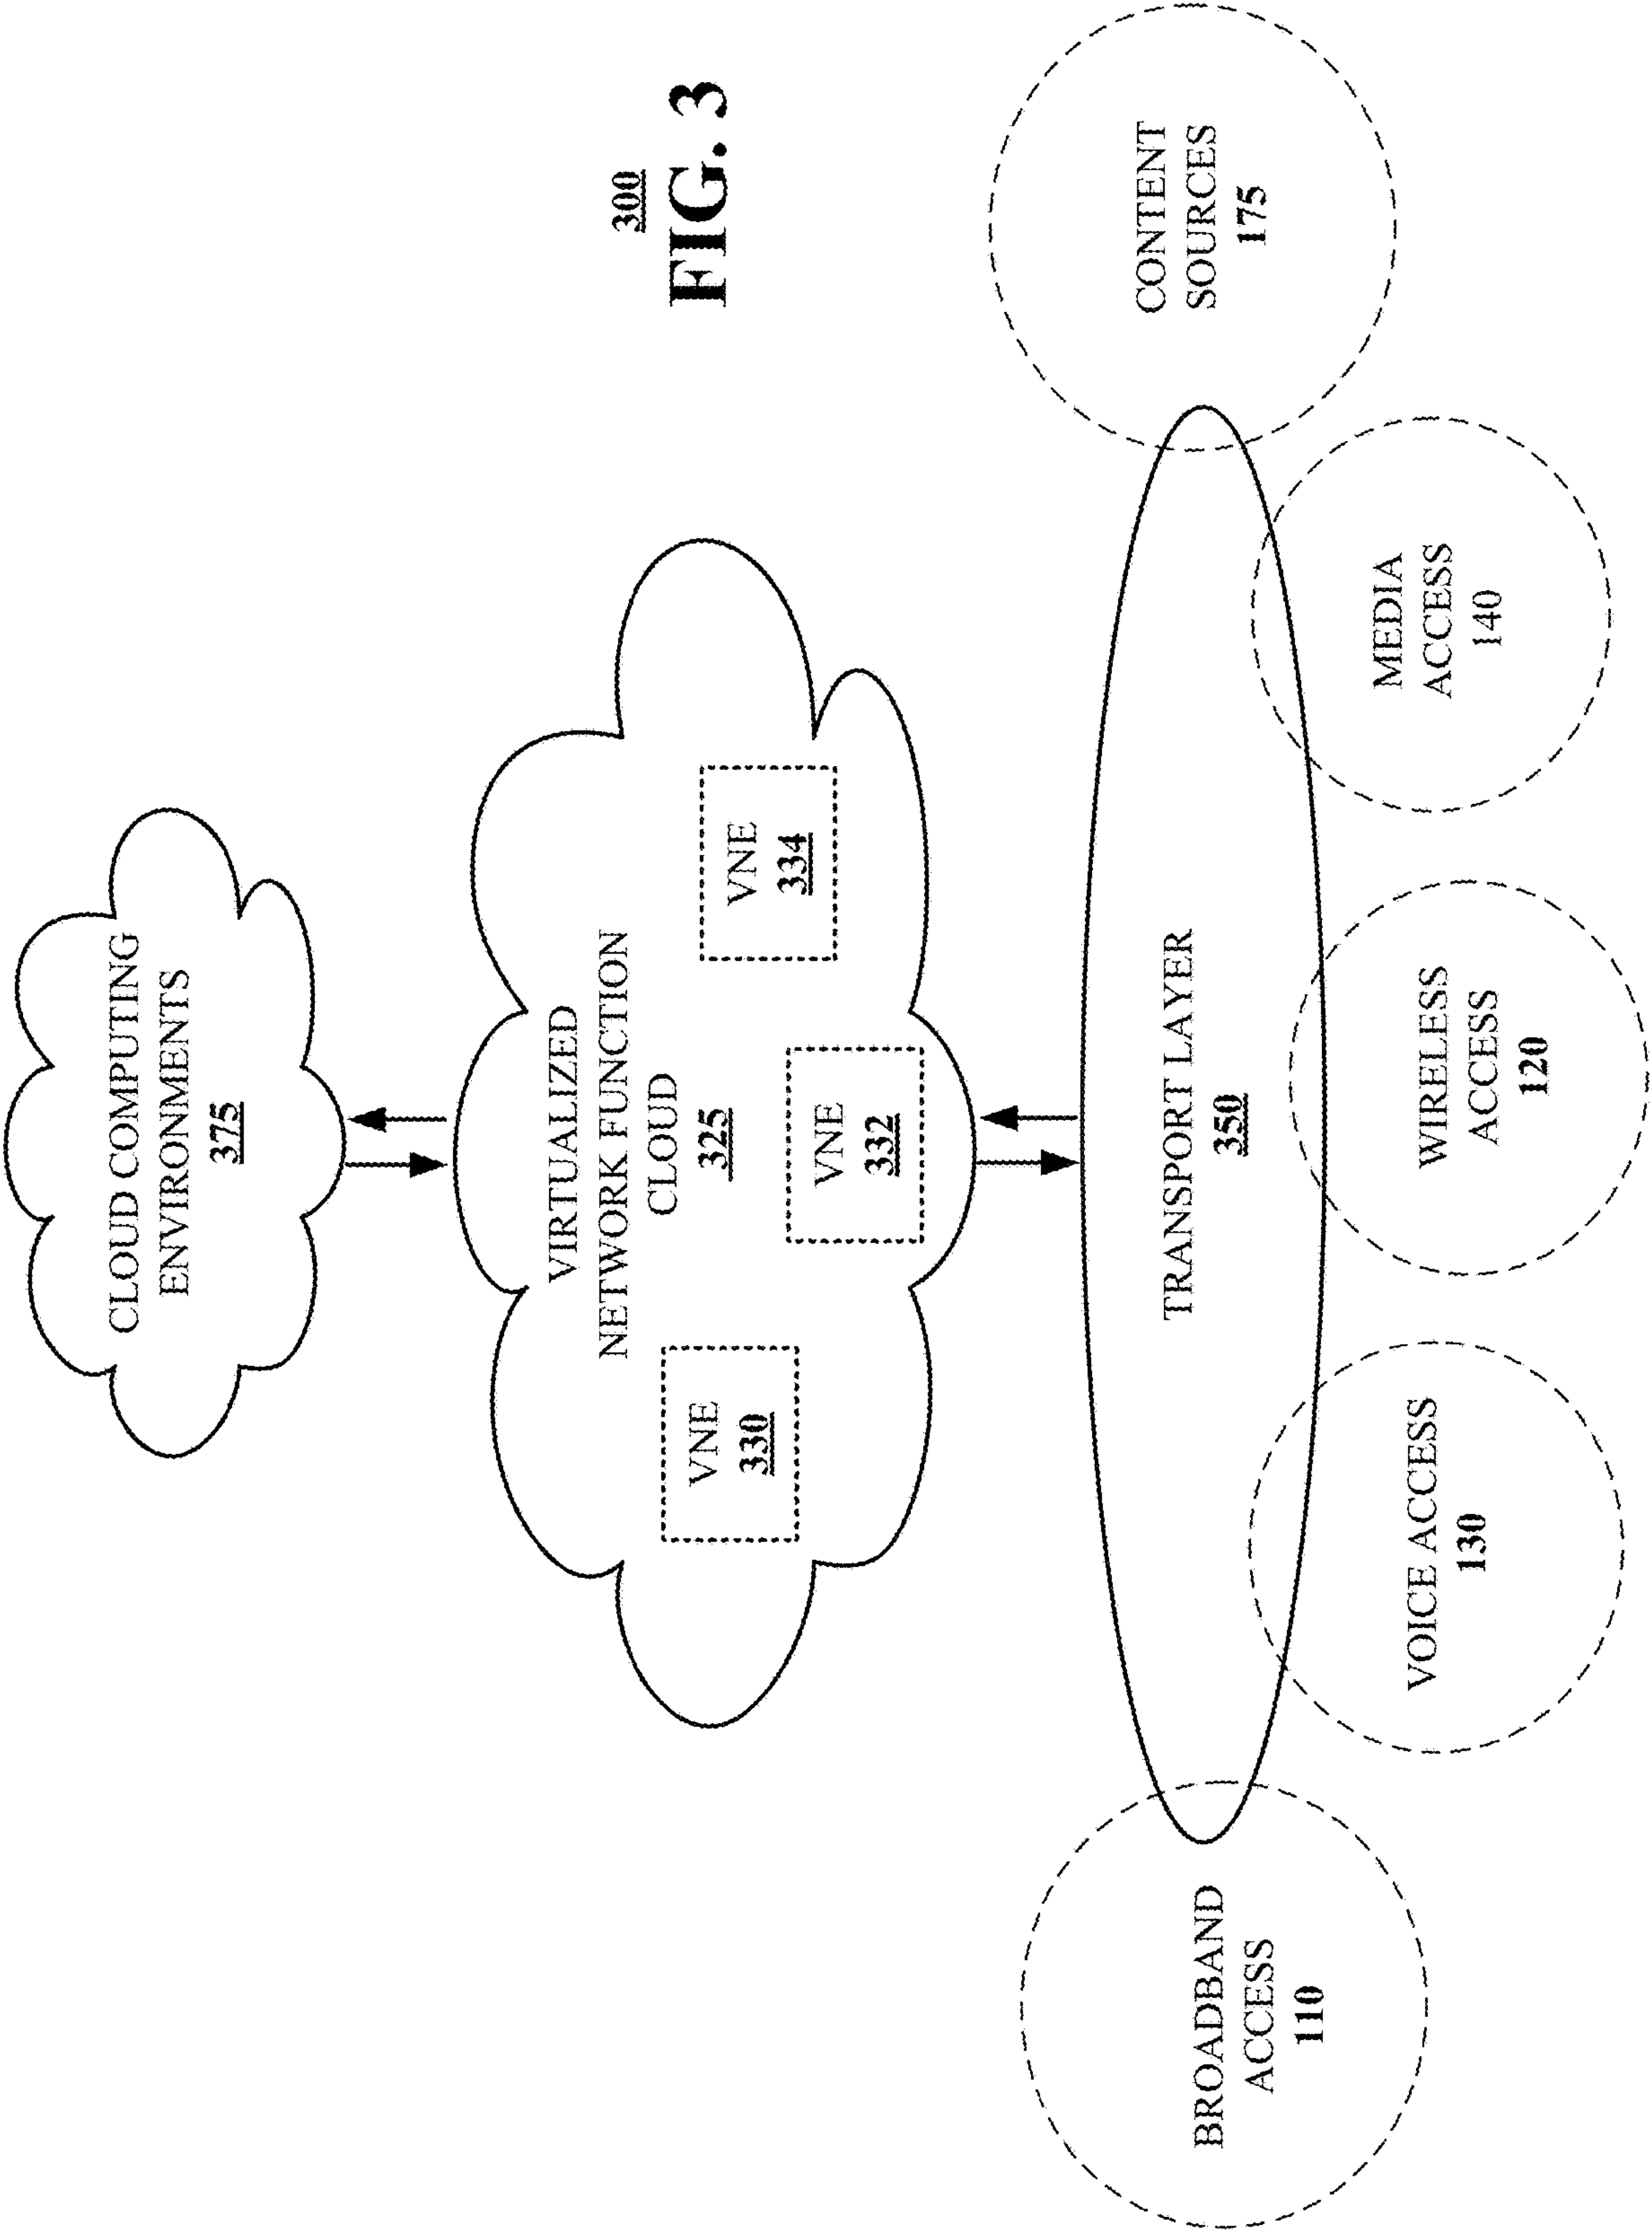 CLOUD COMPUTING
ENVIRONMENTS
375
VIRTUALIZED
NETWORK FUNCTION
CLOUD
325
VNE
330
VNE
332
VNE
334
300
FIG. 3
TRANSPORT LAYER
350
BROADBAND
ACCESS
110
VOICE ACCESS
130
WIRELESS
ACCESS
120
MEDIA
ACCESS
140
CONTENT
SOURCES
175